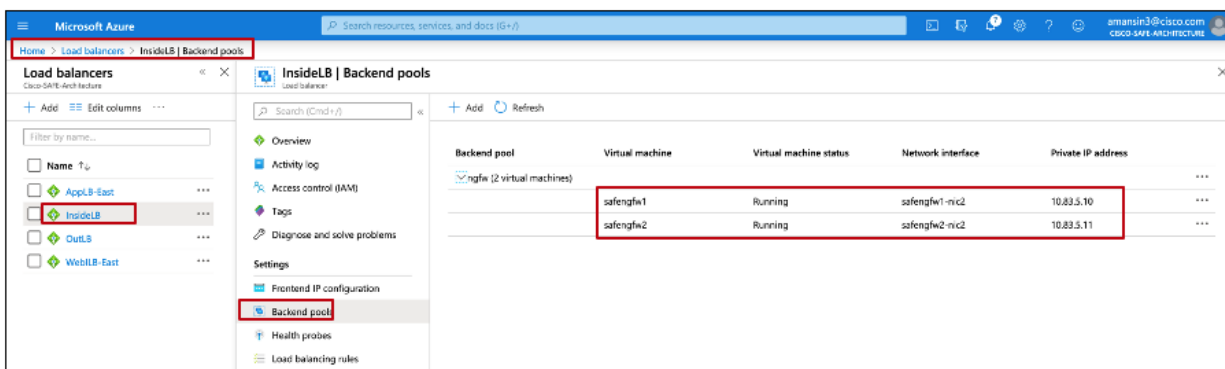 Microsoft Azure
Search resources, services, and docs (G+/)
amansin3@cisco.com
CISCO-SAFE-ARCHITECTURE
Home > Load balancers > InsideLB | Backend pools
Load balancers
Cisco-SAFE-Architecture
+ Add Edit columns ...
Filter by name...
Name ↑↓
AppLB-East ...
InsideLB ...
OutLB ...
WebILB-East ...
InsideLB | Backend pools
Load balancer
Search (Cmd+/)
Overview
Activity log
Access control (IAM)
Tags
Diagnose and solve problems
Settings
Frontend IP configuration
Backend pools
Health probes
Load balancing rules
+ Add Refresh
Backend pool Virtual machine Virtual machine status Network interface Private IP address
ngfw (2 virtual machines) ...
safengfw1 Running safengfw1-nic2 10.83.5.10 ...
safengfw2 Running safengfw2-nic2 10.83.5.11 ...